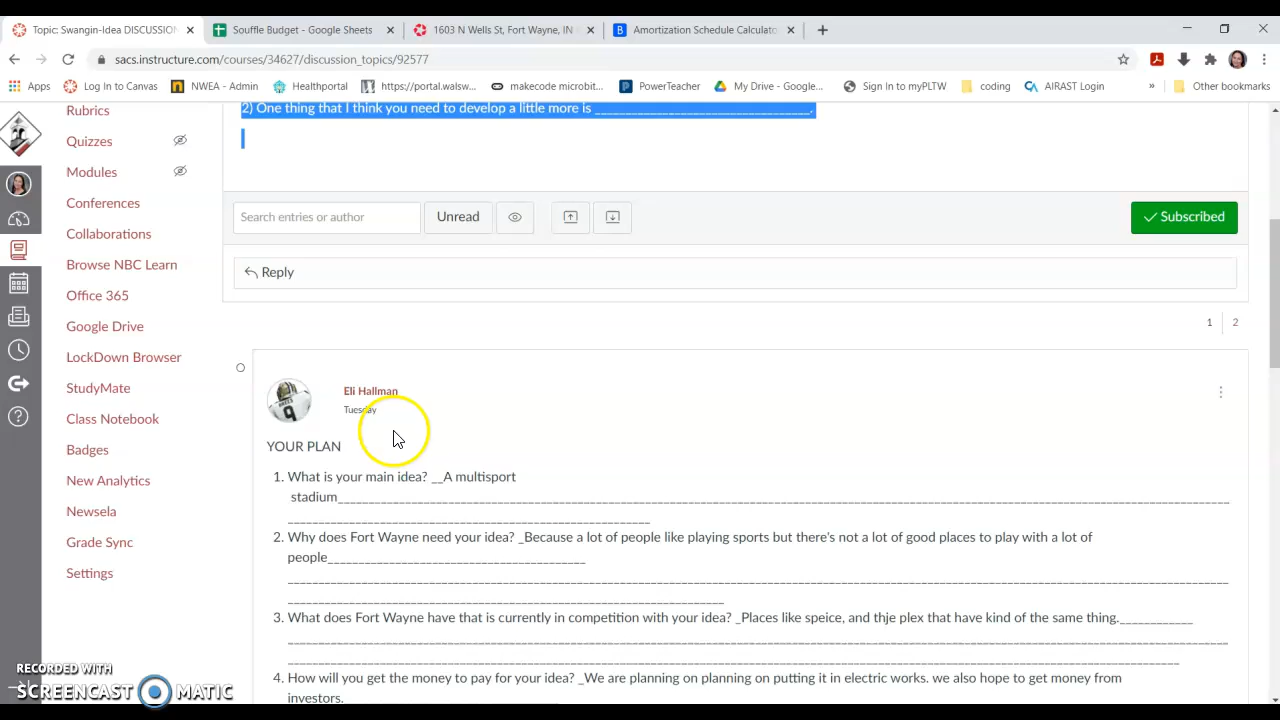 Topic: Swangin-Idea DISCUSSION
Souffle Budget - Google Sheets
1603 N Wells St, Fort Wayne, IN
Amortization Schedule Calculato
sacs.instructure.com/courses/34627/discussion_topics/92577
Apps
Log In to Canvas
NWEA - Admin
Healthportal
https://portal.walsw...
makecode microbit...
PowerTeacher
My Drive - Google...
Sign In to myPLTW
coding
AIRAST Login
»
Other bookmarks
Rubrics
Quizzes
Modules
Conferences
Collaborations
Browse NBC Learn
Office 365
Google Drive
LockDown Browser
StudyMate
Class Notebook
Badges
New Analytics
Newsela
Grade Sync
Settings
2) One thing that I think you need to develop a little more is ________________________________.
Search entries or author
Unread
Subscribed
Reply
1
2
Eli Hallman
Tuesday
YOUR PLAN
1. What is your main idea? __A multisport
stadium____________________
2. Why does Fort Wayne need your idea? _Because a lot of people like playing sports but there's not a lot of good places to play with a lot of
people____________________
3. What does Fort Wayne have that is currently in competition with your idea? _Places like speice, and thje plex that have kind of the same thing.____________
4. How will you get the money to pay for your idea? _We are planning on planning on putting it in electric works. we also hope to get money from
investors.
RECORDED WITH
SCREENCAST MATIC